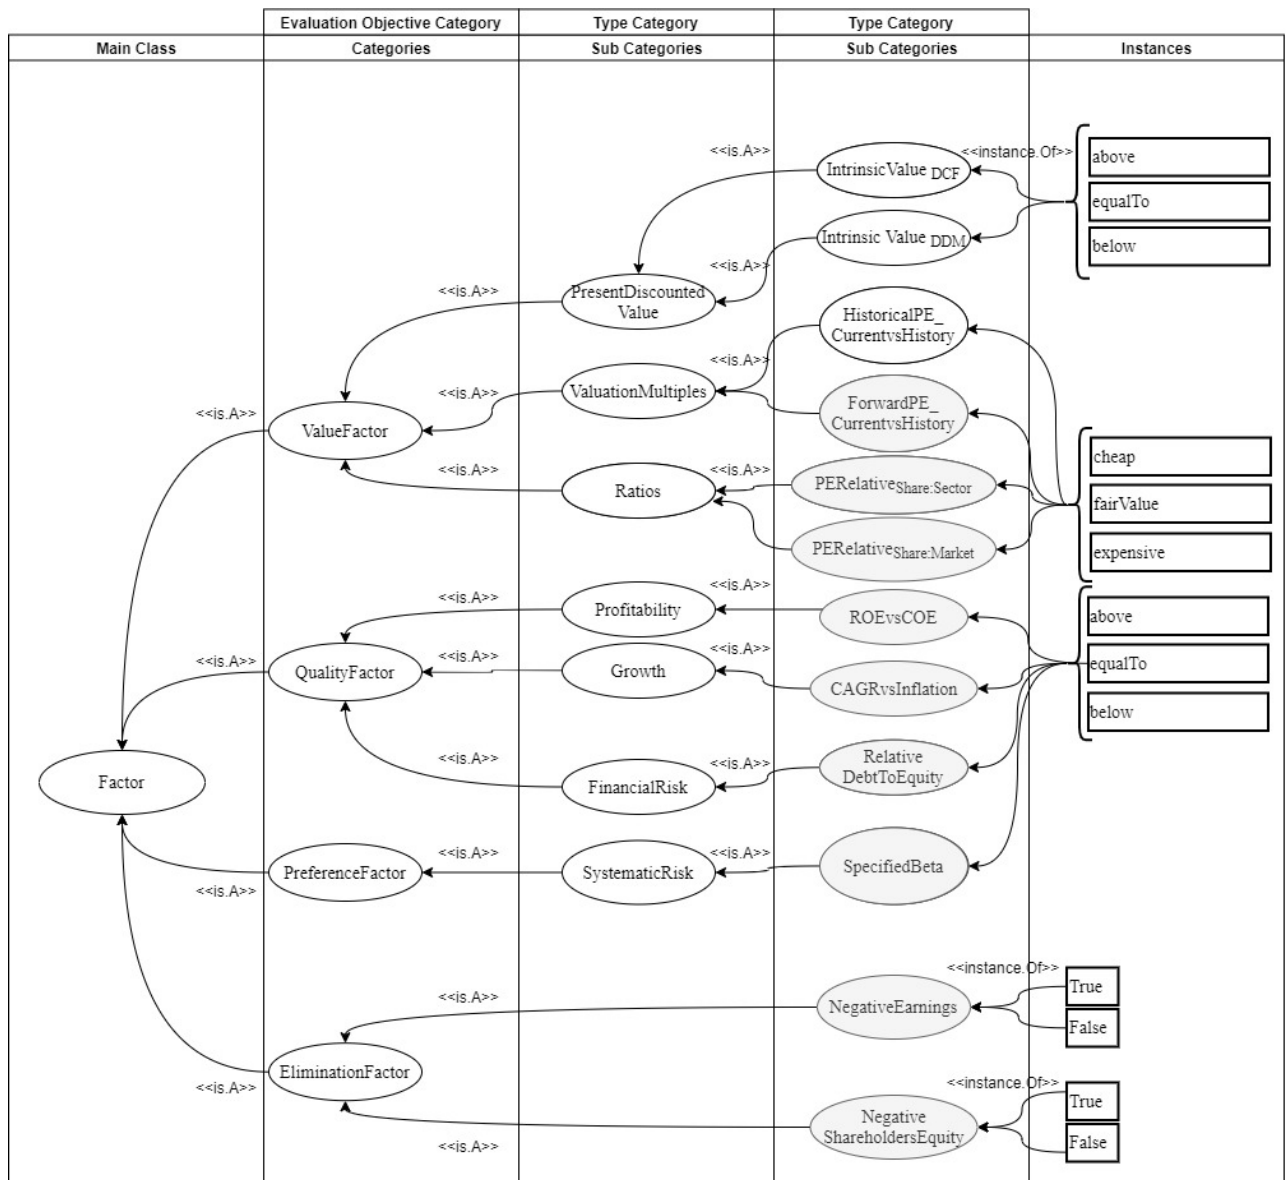 Evaluation Objective Category
Type Category
Type Category
Main Class
Categories
Sub Categories
Sub Categories
Instances
<<is.A>>
IntrinsicValue DCF
<<instance.Of>>
above
equalTo
below
Intrinsic Value DDM
<<is.A>>
<<is.A>>
PresentDiscounted
Value
HistoricalPE_
CurrentvsHistory
<<is.A>>
<<is.A>>
<<is.A>>
ValuationMultiples
ForwardPE_
CurrentvsHistory
<<is.A>>
ValueFactor
cheap
fairValue
expensive
<<is.A>>
<<is.A>>
Ratios
PERelativeShare:Sector
PERelativeShare:Market
<<is.A>>
<<is.A>>
Profitability
ROEvsCOE
above
equalTo
below
<<is.A>>
QualityFactor
<<is.A>>
Growth
<<is.A>>
CAGRvsInflation
Factor
FinancialRisk
<<is.A>>
<<is.A>>
Relative
DebtToEquity
<<is.A>>
PreferenceFactor
<<is.A>>
SystematicRisk
<<is.A>>
SpecifiedBeta
<<is.A>>
NegativeEarnings
<<instance.Of>>
True
False
EliminationFactor
<<is.A>>
<<is.A>>
Negative
ShareholdersEquity
<<instance.Of>>
True
False